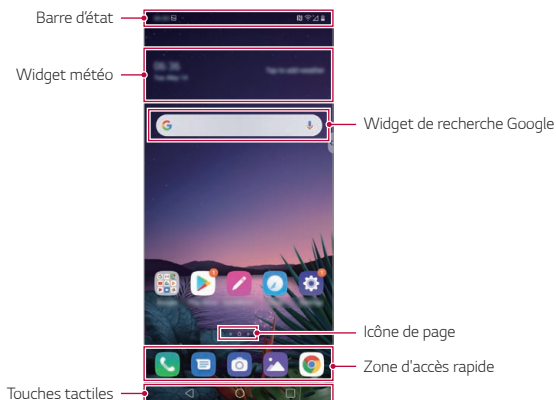 Barre d'état
Widget météo
Widget de recherche Google
Icône de page
Zone d'accès rapide
Touches tactiles